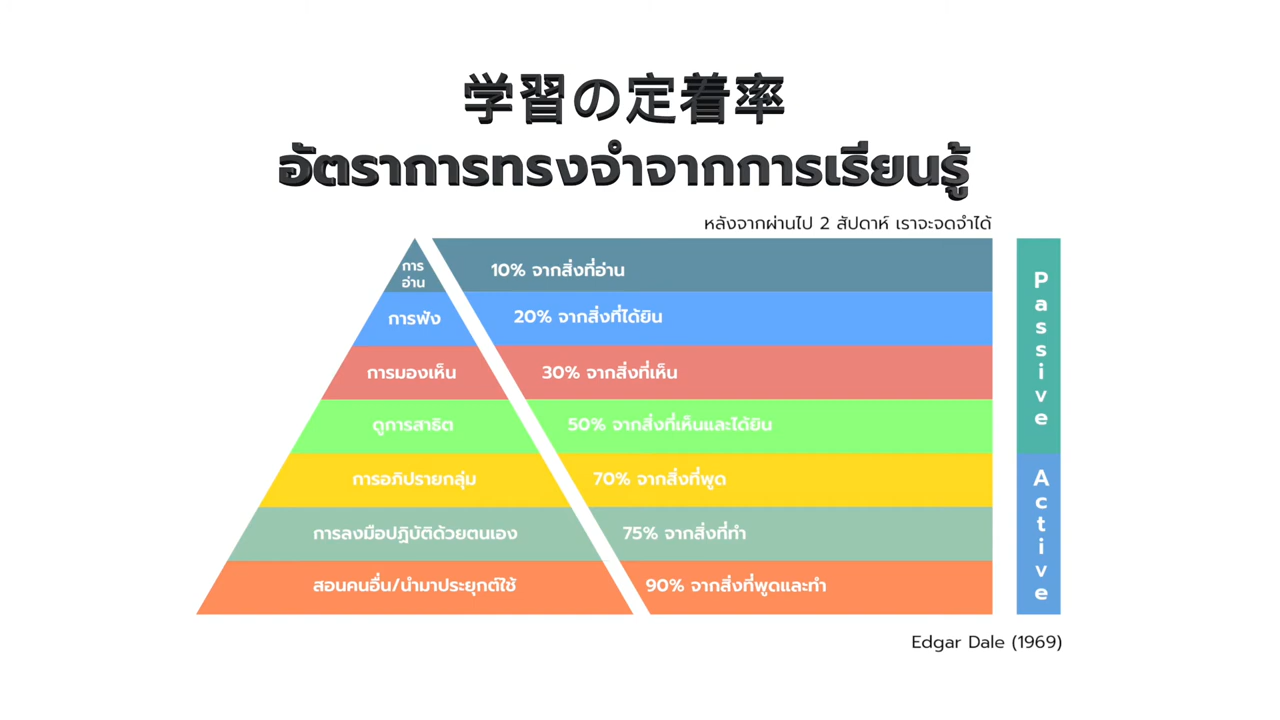 学習の定着率
อัตราการทรงจำจากการเรียนรู้
หลังจากผ่านไป 2 สัปดาห์ เราจะจดจำได้
การ
อ่าน
10% จากสิ่งที่อ่าน
การฟัง
20% จากสิ่งที่ได้ยิน
การมองเห็น
30% จากสิ่งที่เห็น
ดูการสาธิต
50% จากสิ่งที่เห็นและได้ยิน
การอภิปรายกลุ่ม
70% จากสิ่งที่พูด
การลงมือปฏิบัติด้วยตนเอง
75% จากสิ่งที่ทำ
สอนคนอื่น/นำมาประยุกต์ใช้
90% จากสิ่งที่พูดและทำ
Passive
Active
Edgar Dale (1969)